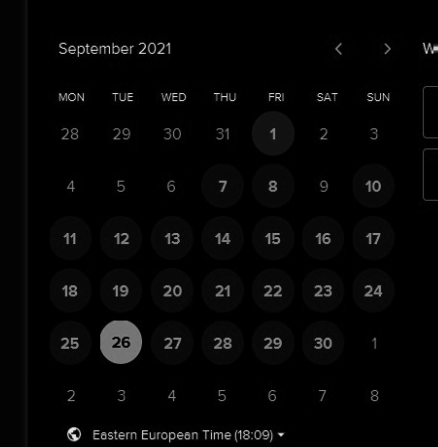 September 2021
MON TUE WED THU FRI SAT SUN
28 29 30 31 1 2 3
4 5 6 7 8 9 10
11 12 13 14 15 16 17
18 19 20 21 22 23 24
25 26 27 28 29 30 1
2 3 4 5 6 7 8
Eastern European Time (18:09)